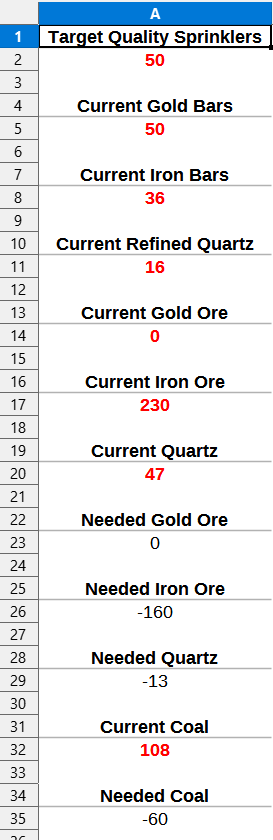 A
1 Target Quality Sprinklers
2 50
3
4 Current Gold Bars
5 50
6
7 Current Iron Bars
8 36
9
10 Current Refined Quartz
11 16
12
13 Current Gold Ore
14 0
15
16 Current Iron Ore
17 230
18
19 Current Quartz
20 47
21
22 Needed Gold Ore
23 0
24
25 Needed Iron Ore
26 -160
27
28 Needed Quartz
29 -13
30
31 Current Coal
32 108
33
34 Needed Coal
35 -60